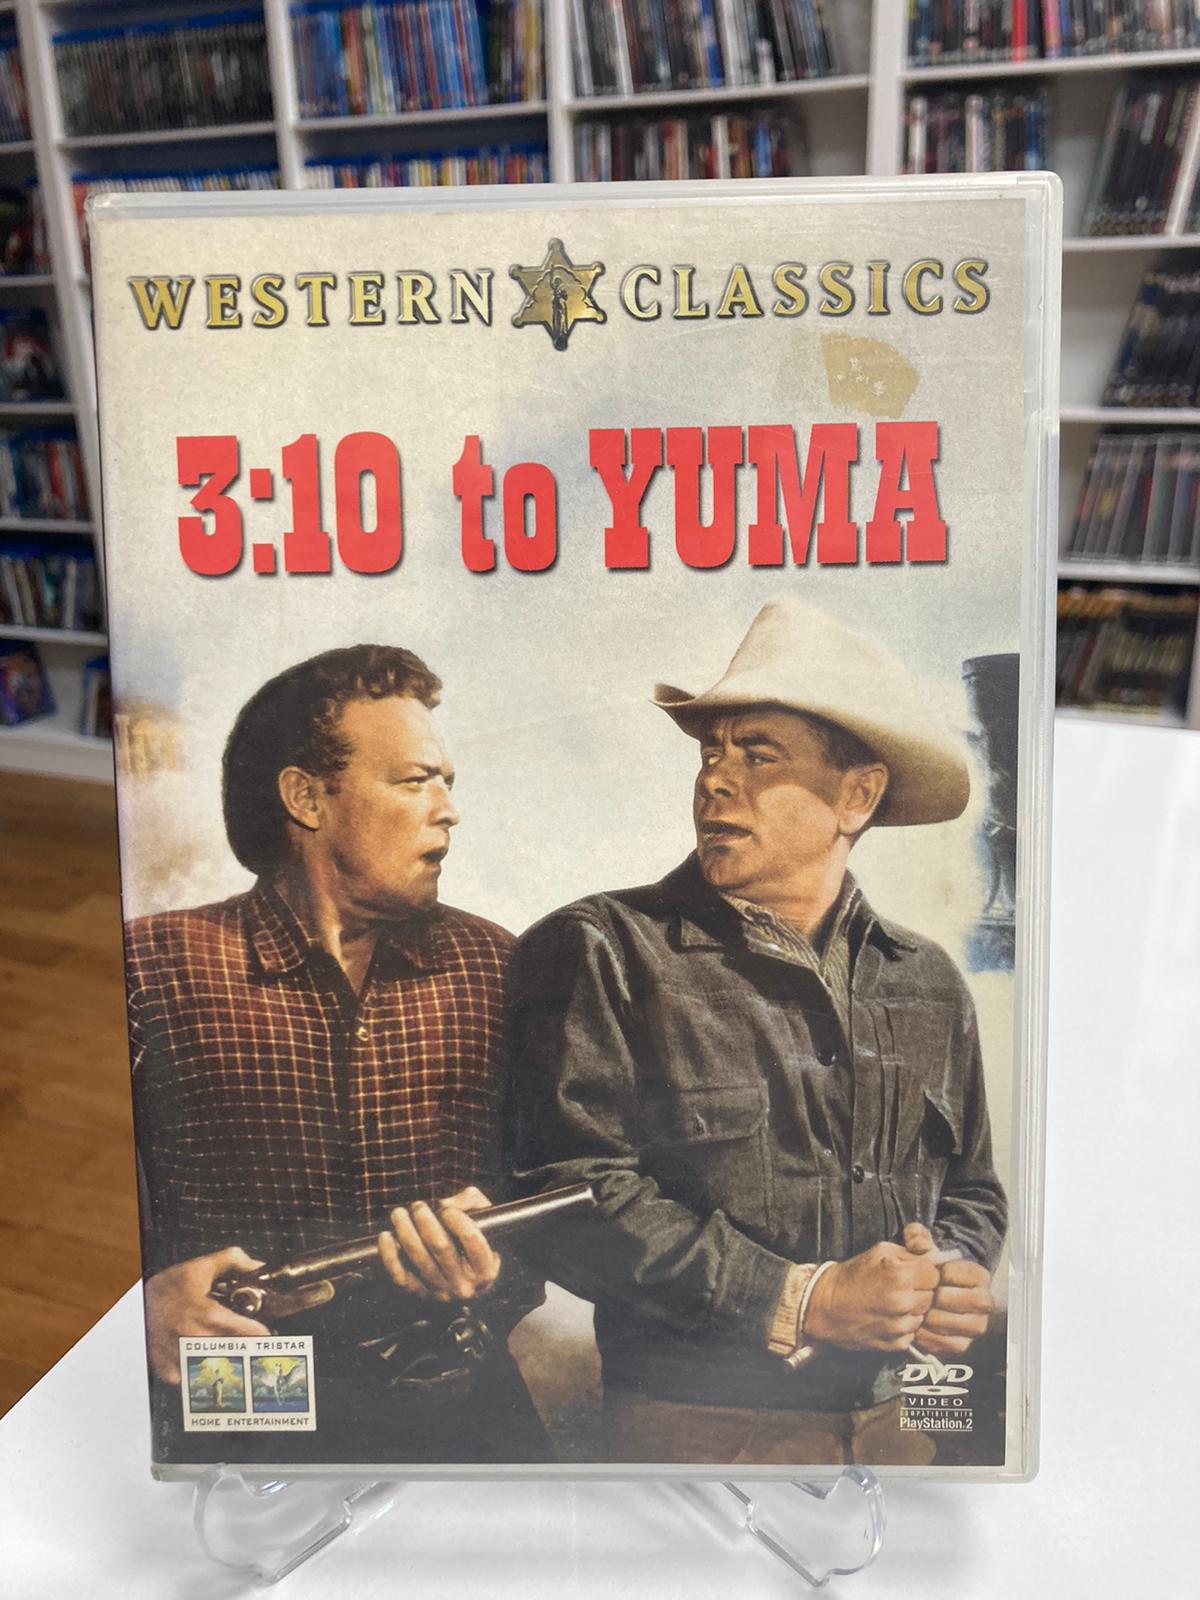 WESTERN CLASSICS
3:10 to YUMA
COLUMBIA TRISTAR
HOME ENTERTAINMENT
DVD
VIDEO
COMPATIBLE WITH
PlayStation.2